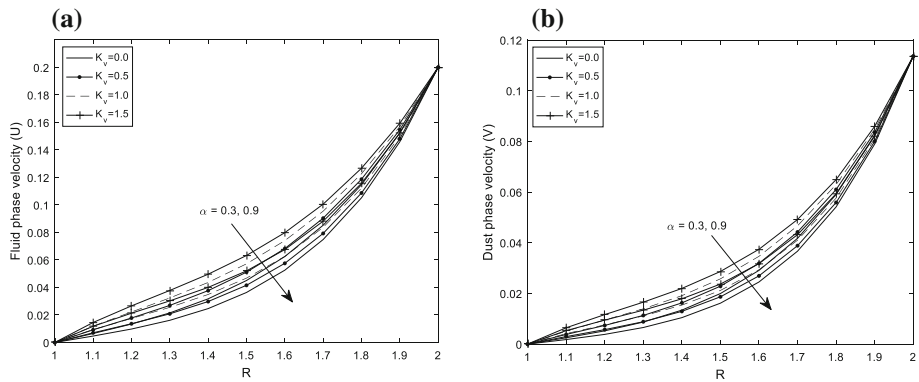 (a)
K_v=0.0
K_v=0.5
K_v=1.0
K_v=1.5
0.2
0.18
0.16
0.14
0.12
0.1
0.08
0.06
0.04
0.02
0
Fluid phase velocity (U)
α = 0.3, 0.9
1 1.1 1.2 1.3 1.4 1.5 1.6 1.7 1.8 1.9 2
R
(b)
K_v=0.0
K_v=0.5
K_v=1.0
K_v=1.5
0.12
0.1
0.08
0.06
0.04
0.02
0
Dust phase velocity (V)
α = 0.3, 0.9
1 1.1 1.2 1.3 1.4 1.5 1.6 1.7 1.8 1.9 2
R